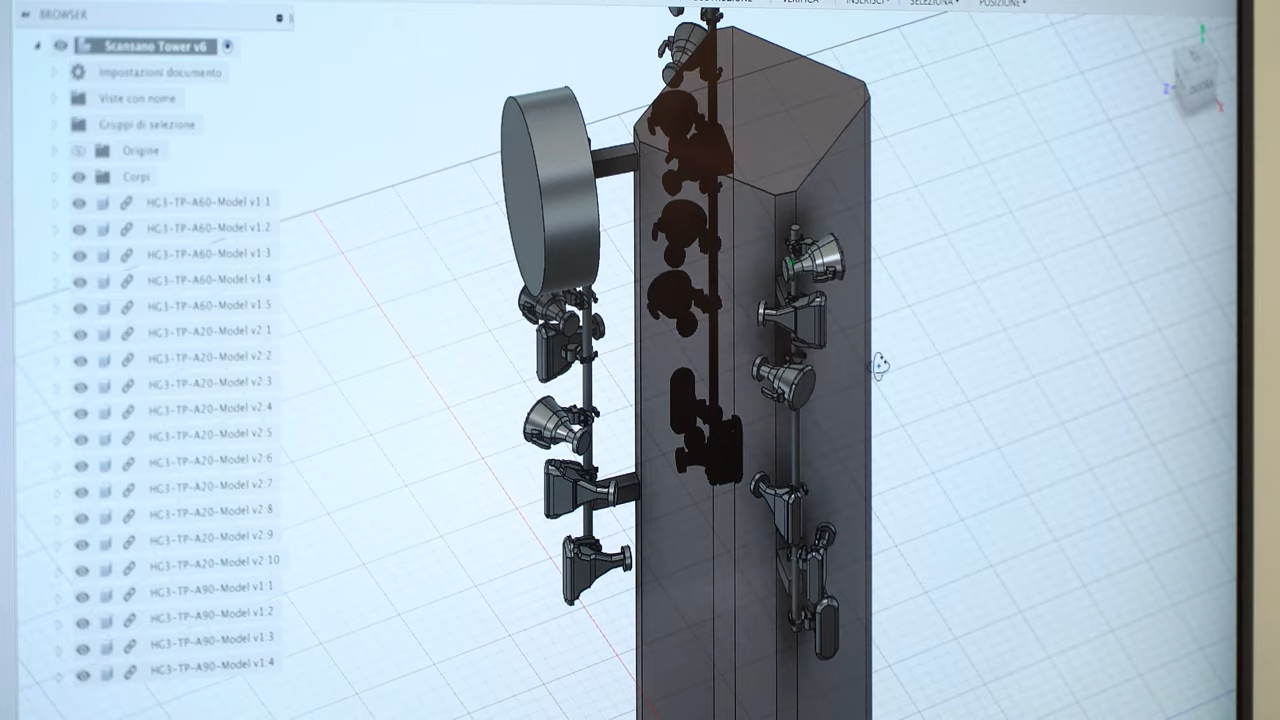 BROWSER
VERIFICA
INSERISCI
SELEZIONA
POSIZIONE
Scansano Tower v6
Impostazioni documento
Viste con nome
Gruppi di selezione
Origine
Corpi
HG3-TP-A60-Model v1:1
HG3-TP-A60-Model v1:2
HG3-TP-A60-Model v1:3
HG3-TP-A60-Model v1:4
HG3-TP-A60-Model v1:5
HG3-TP-A20-Model v2:1
HG3-TP-A20-Model v2:2
HG3-TP-A20-Model v2:3
HG3-TP-A20-Model v2:4
HG3-TP-A20-Model v2:5
HG3-TP-A20-Model v2:6
HG3-TP-A20-Model v2:7
HG3-TP-A20-Model v2:8
HG3-TP-A20-Model v2:9
HG3-TP-A20-Model v2:10
HG3-TP-A90-Model v1:1
HG3-TP-A90-Model v1:2
HG3-TP-A90-Model v1:3
HG3-TP-A90-Model v1:4
Z
X